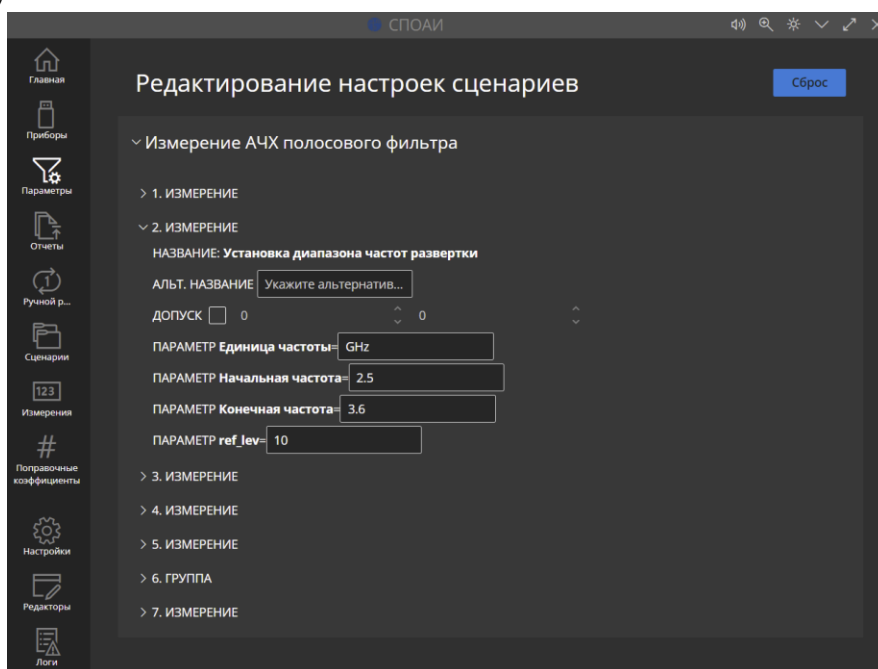 СПОАИ
Главная
Приборы
Параметры
Отчеты
1
Ручной р...
Сценарии
123
Измерения
#
Поправочные
коэффициенты
Настройки
Редакторы
Логи
Редактирование настроек сценариев
Сброс
Измерение АЧХ полосового фильтра
1. ИЗМЕРЕНИЕ
2. ИЗМЕРЕНИЕ
НАЗВАНИЕ: Установка диапазона частот развертки
АЛЬТ. НАЗВАНИЕ Укажите альтернатив...
ДОПУСК 0 0
ПАРАМЕТР Единица частоты= GHz
ПАРАМЕТР Начальная частота= 2.5
ПАРАМЕТР Конечная частота= 3.6
ПАРАМЕТР ref_lev= 10
3. ИЗМЕРЕНИЕ
4. ИЗМЕРЕНИЕ
5. ИЗМЕРЕНИЕ
6. ГРУППА
7. ИЗМЕРЕНИЕ